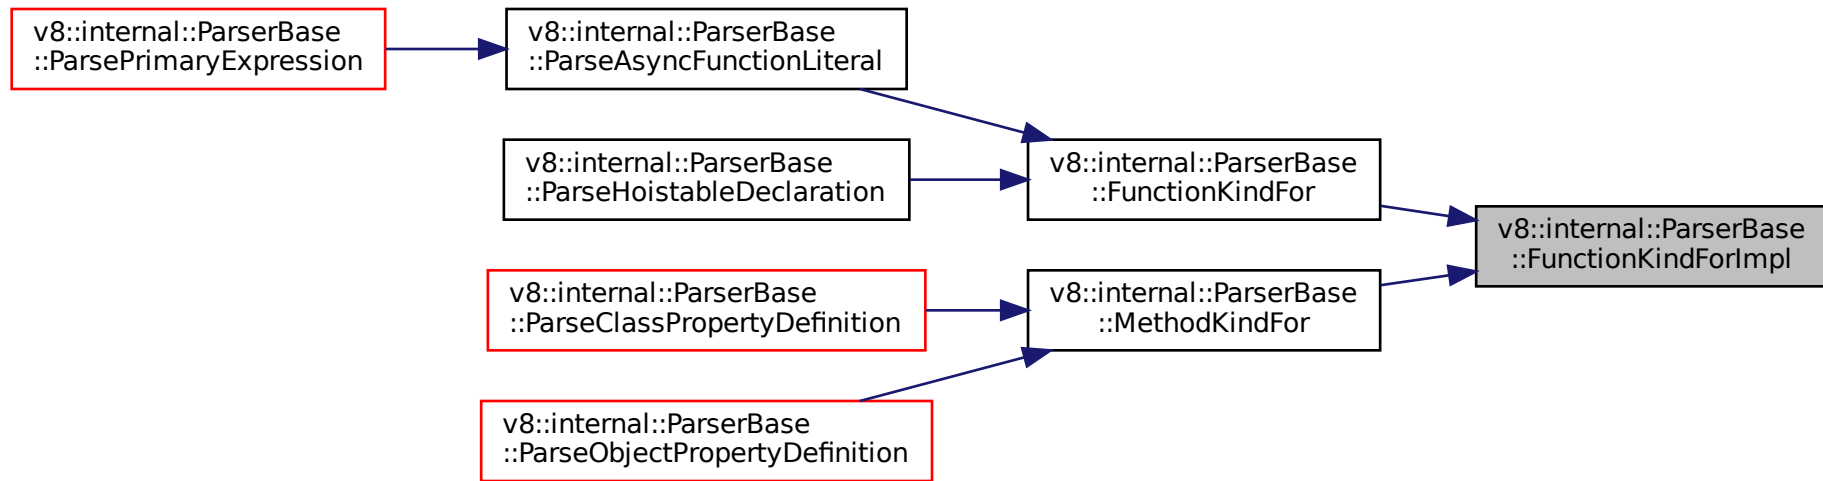 v8::internal::ParserBase
::ParsePrimaryExpression
v8::internal::ParserBase
::ParseAsyncFunctionLiteral
v8::internal::ParserBase
::ParseHoistableDeclaration
v8::internal::ParserBase
::FunctionKindFor
v8::internal::ParserBase
::FunctionKindForImpl
v8::internal::ParserBase
::ParseClassPropertyDefinition
v8::internal::ParserBase
::MethodKindFor
v8::internal::ParserBase
::ParseObjectPropertyDefinition